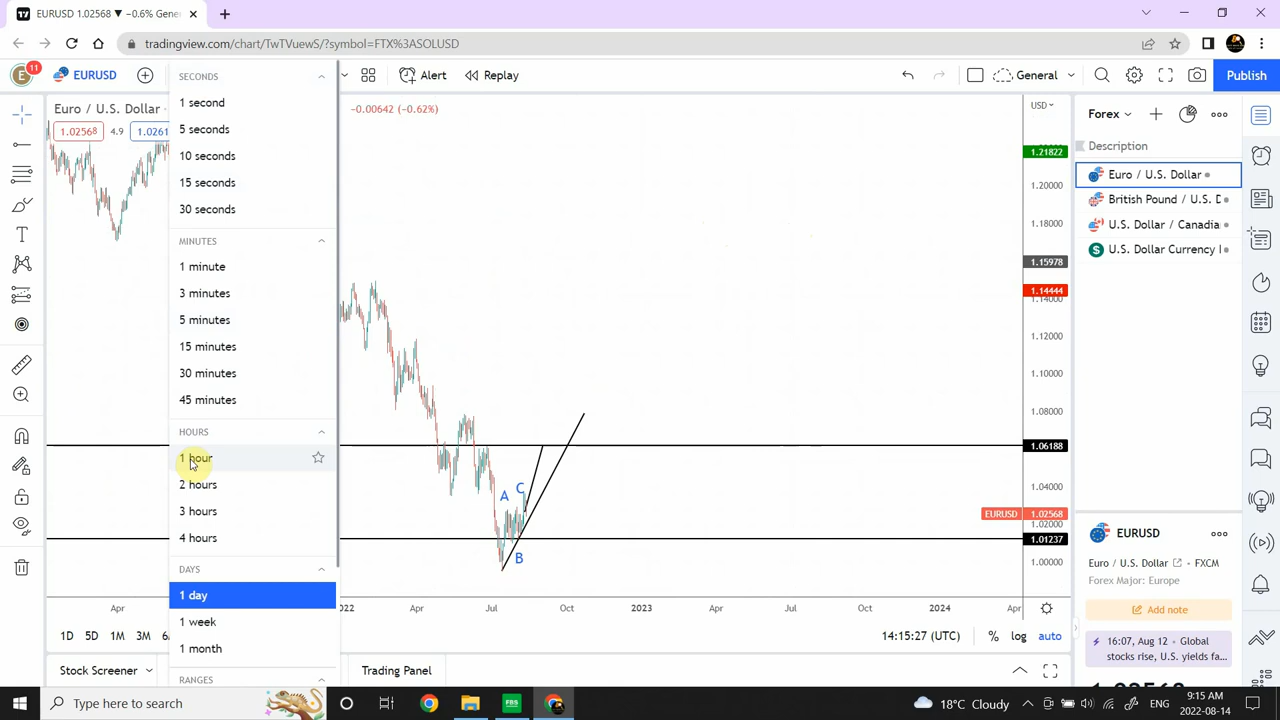 EURUSD 1.02568 ▼ −0.6% Gener
tradingview.com/chart/TwTVuewS/?symbol=FTX%3ASOLUSD
E
11
EURUSD
Alert
Replay
General
Publish
Euro / U.S. Dollar
−0.00642 (−0.62%)
1.02568
4.9
1.0261
SECONDS
1 second
5 seconds
10 seconds
15 seconds
30 seconds
MINUTES
1 minute
3 minutes
5 minutes
15 minutes
30 minutes
45 minutes
HOURS
1 hour
2 hours
3 hours
4 hours
DAYS
1 day
1 week
1 month
RANGES
A
C
B
USD
1.21822
1.20000
1.18000
1.15978
1.14444
1.14000
1.12000
1.10000
1.08000
1.06188
1.04000
EURUSD 1.02568
1.02000
1.01237
1.00000
Apr
2022
Apr
Jul
Oct
2023
Apr
Jul
Oct
2024
Apr
1D 5D 1M 3M
14:15:27 (UTC)
% log auto
Stock Screener
Trading Panel
Forex
Description
Euro / U.S. Dollar
British Pound / U.S. D
U.S. Dollar / Canadia
U.S. Dollar Currency I
EURUSD
Euro / U.S. Dollar
FXCM
Forex Major: Europe
Add note
16:07, Aug 12 • Global
stocks rise, U.S. yields fa...
Type here to search
FBS
18°C Cloudy
ENG
9:15 AM
2022-08-14